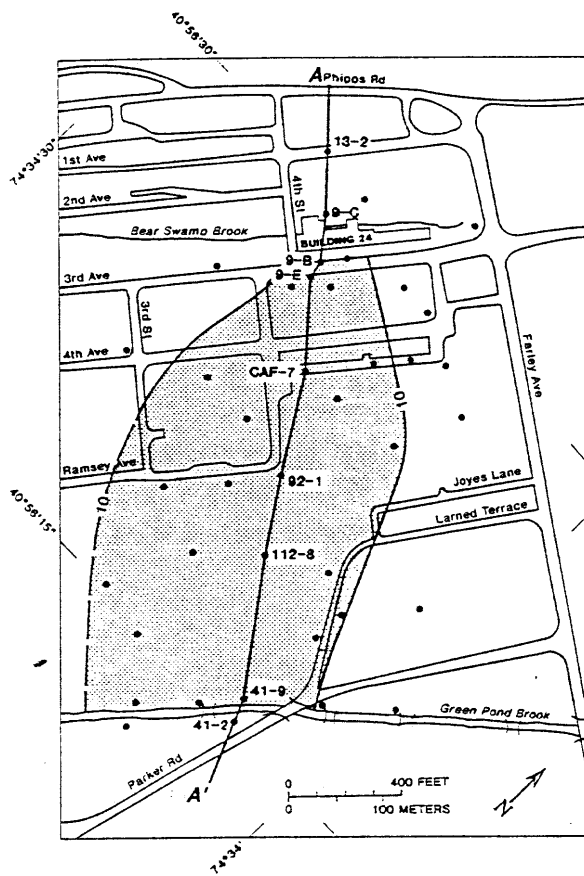 40°58'30"
A
Phipps Rd
74°34'30"
13-2
1st Ave
4th St
2nd Ave
9-C
Bear Swamp Brook
BUILDING 24
9-B
3rd Ave
9-E
3rd St
4th Ave
Farley Ave
CAF-7
10
Ramsey Ave
92-1
Joyes Lane
10
Larned Terrace
40°58'15"
112-8
41-9
Green Pond Brook
41-2
Parker Rd
0 400 FEET
0 100 METERS
N
A'
74°34'